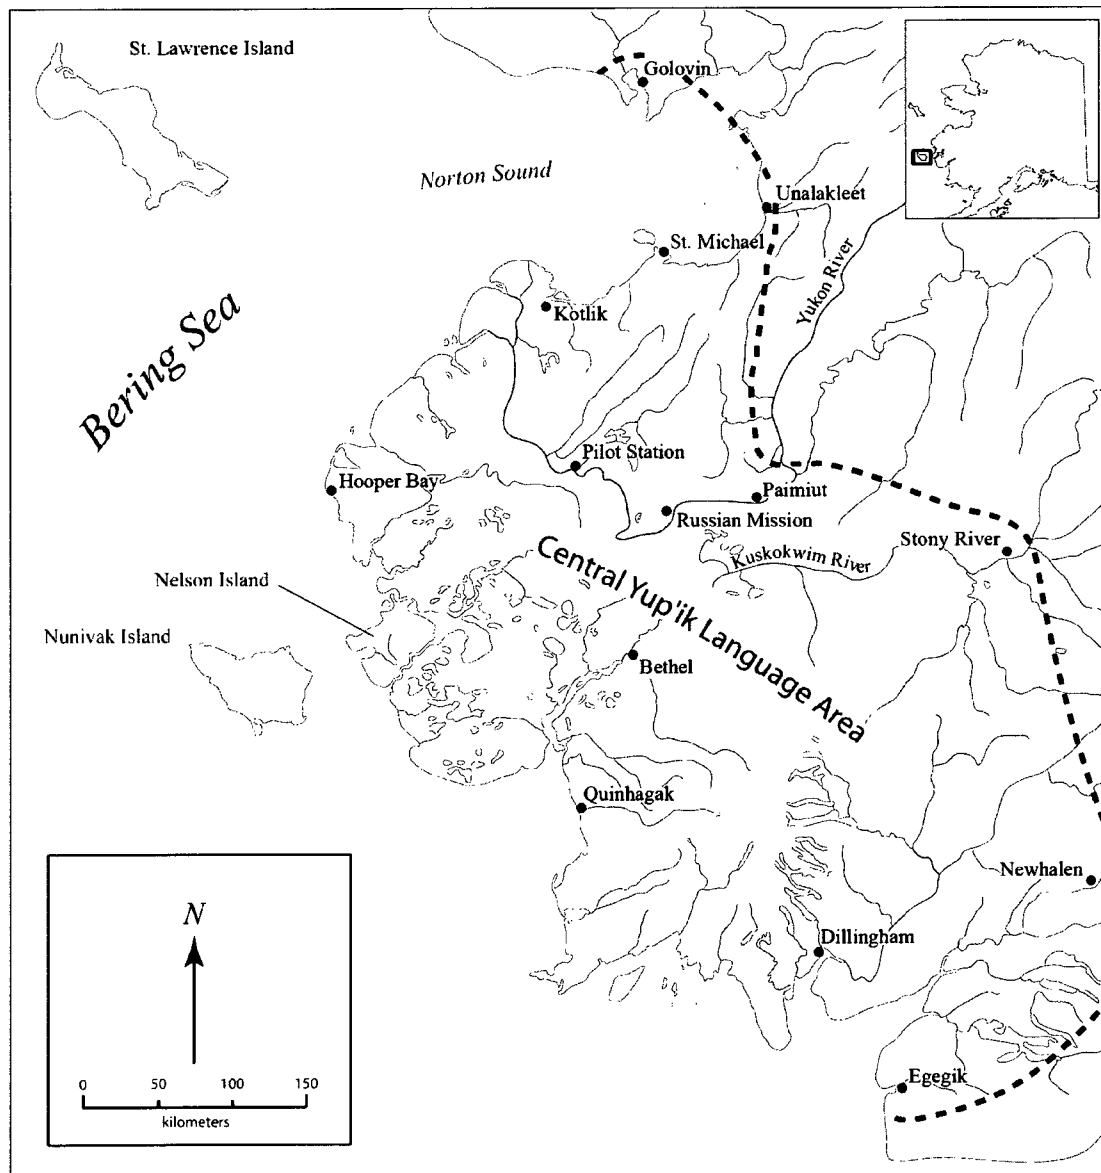 St. Lawrence Island
Golovin
Norton Sound
Unalakleet
St. Michael
Yukon River
Kotlik
Bering Sea
Pilot Station
Hooper Bay
Paimiut
Russian Mission
Stony River
Kuskokwim River
Central Yup'ik Language Area
Nelson Island
Nunivak Island
Bethel
Quinhagak
Newhalen
Dillingham
Egegik
N
0 50 100 150
kilometers